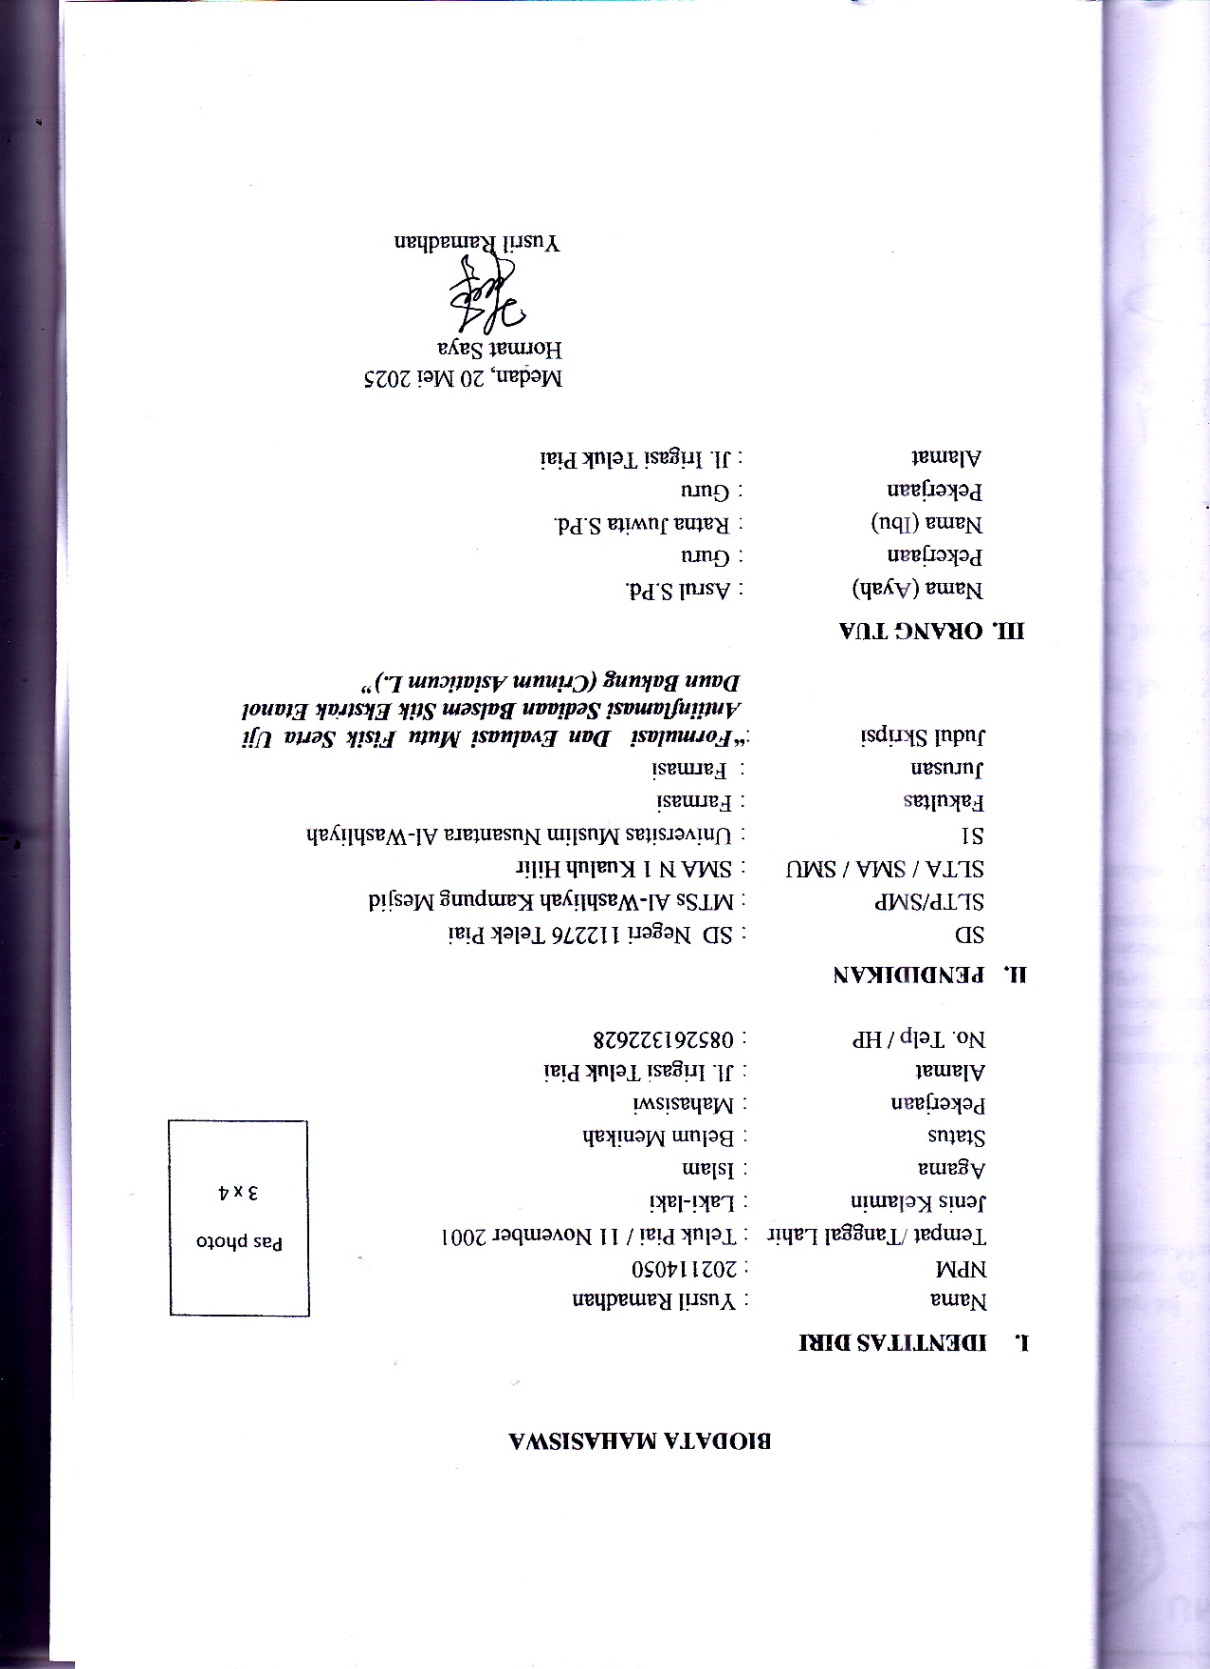 BIODATA MAHASISWA
I. IDENTITAS DIRI
Nama : Yusril Ramadhan
NPM : 202114050
Tempat /Tanggal Lahir : Teluk Piai / 11 November 2001
Jenis Kelamin : Laki-laki
Agama : Islam
Status : Belum Menikah
Pekerjaan : Mahasiswi
Alamat : Jl. Irigasi Teluk Piai
No. Telp / HP : 085261322628
Pas photo
3 x 4
II. PENDIDIKAN
SD : SD Negeri 112276 Telek Piai
SLTP/SMP : MTSs Al-Washliyah Kampung Mesjid
SLTA / SMA / SMU : SMA N 1 Kualuh Hilir
S1 : Universitas Muslim Nusantara Al-Washliyah
Fakultas : Farmasi
Jurusan : Farmasi
Judul Skripsi :“Formulasi Dan Evaluasi Mutu Fisik Serta Uji
Antiinflamasi Sediaan Balsem Stik Ekstrak Etanol
Daun Bakung (Crinum Asiaticum L.)”
III. ORANG TUA
Nama (Ayah) : Asrul S.Pd.
Pekerjaan : Guru
Nama (Ibu) : Ratna Juwita S.Pd.
Pekerjaan : Guru
Alamat : Jl. Irigasi Teluk Piai
Medan, 20 Mei 2025
Hormat Saya
Yusril Ramadhan